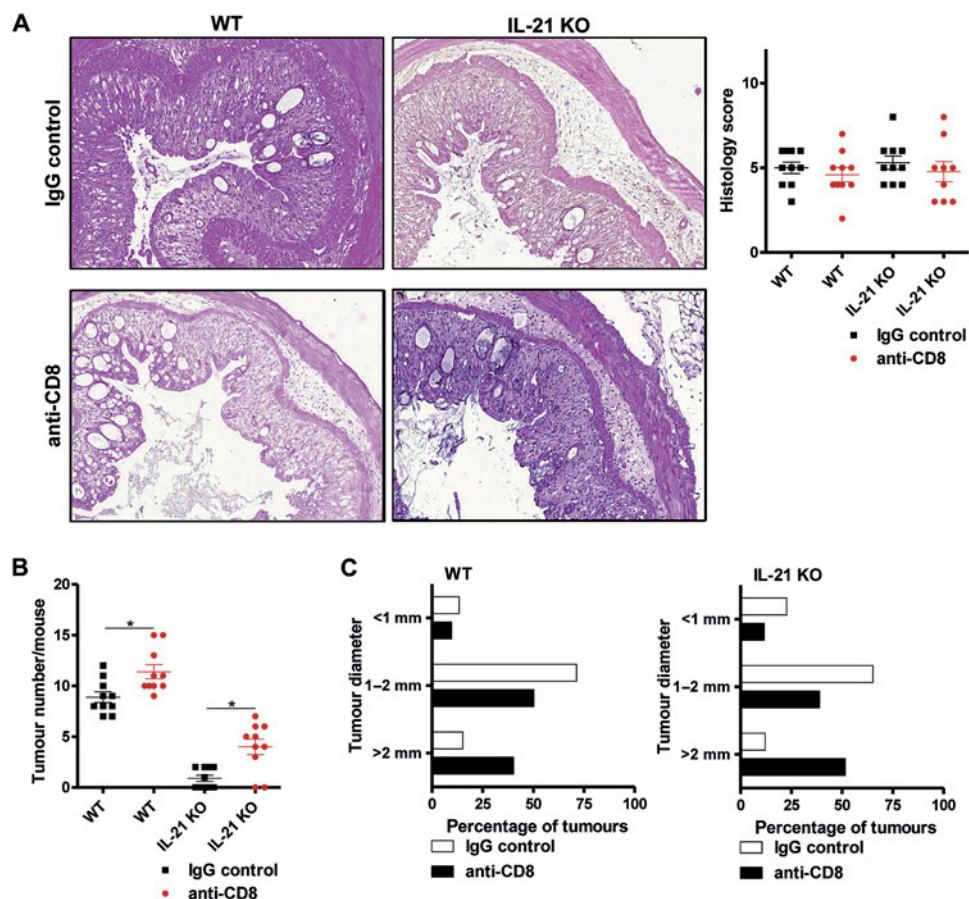 A
WT
IL-21 KO
IgG control
anti-CD8
Histology score
10
5
0
WT
WT
IL-21 KO
IL-21 KO
IgG control
anti-CD8
B
Tumour number/mouse
20
15
10
5
0
*
*
WT
WT
IL-21 KO
IL-21 KO
IgG control
anti-CD8
C
WT
Tumour diameter
<1 mm
1–2 mm
>2 mm
0 25 50 75 100
Percentage of tumours
IgG control
anti-CD8
IL-21 KO
Tumour diameter
<1 mm
1–2 mm
>2 mm
0 25 50 75 100
Percentage of tumours
IgG control
anti-CD8